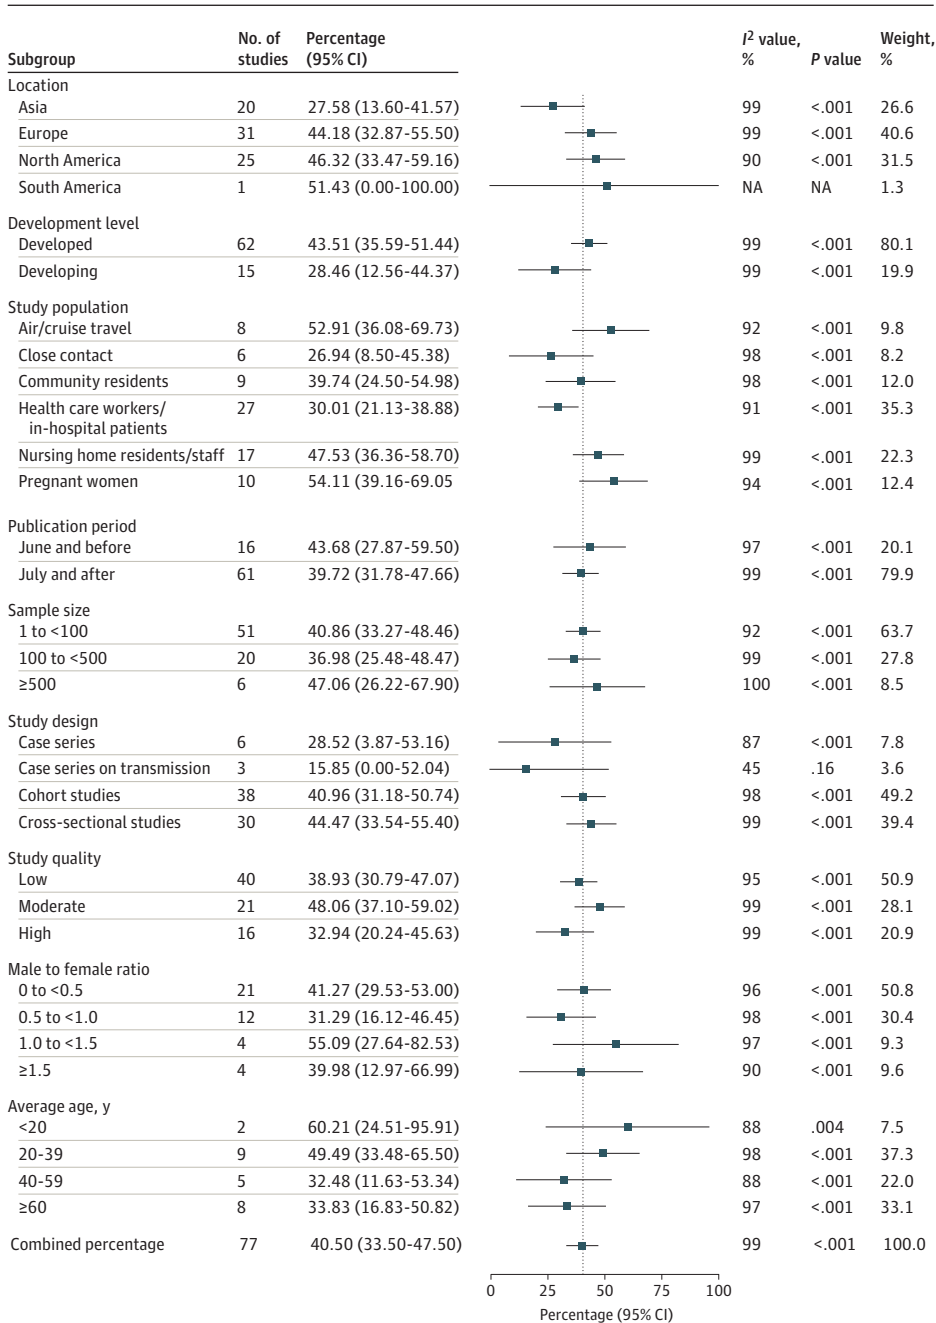 Subgroup No. of studies Percentage (95% CI) I² value, % P value Weight, %
Location
Asia 20 27.58 (13.60-41.57) 99 <.001 26.6
Europe 31 44.18 (32.87-55.50) 99 <.001 40.6
North America 25 46.32 (33.47-59.16) 90 <.001 31.5
South America 1 51.43 (0.00-100.00) NA NA 1.3
Development level
Developed 62 43.51 (35.59-51.44) 99 <.001 80.1
Developing 15 28.46 (12.56-44.37) 99 <.001 19.9
Study population
Air/cruise travel 8 52.91 (36.08-69.73) 92 <.001 9.8
Close contact 6 26.94 (8.50-45.38) 98 <.001 8.2
Community residents 9 39.74 (24.50-54.98) 98 <.001 12.0
Health care workers/ 27 30.01 (21.13-38.88) 91 <.001 35.3
in-hospital patients
Nursing home residents/staff 17 47.53 (36.36-58.70) 99 <.001 22.3
Pregnant women 10 54.11 (39.16-69.05 94 <.001 12.4
Publication period
June and before 16 43.68 (27.87-59.50) 97 <.001 20.1
July and after 61 39.72 (31.78-47.66) 99 <.001 79.9
Sample size
1 to <100 51 40.86 (33.27-48.46) 92 <.001 63.7
100 to <500 20 36.98 (25.48-48.47) 99 <.001 27.8
≥500 6 47.06 (26.22-67.90) 100 <.001 8.5
Study design
Case series 6 28.52 (3.87-53.16) 87 <.001 7.8
Case series on transmission 3 15.85 (0.00-52.04) 45 .16 3.6
Cohort studies 38 40.96 (31.18-50.74) 98 <.001 49.2
Cross-sectional studies 30 44.47 (33.54-55.40) 99 <.001 39.4
Study quality
Low 40 38.93 (30.79-47.07) 95 <.001 50.9
Moderate 21 48.06 (37.10-59.02) 99 <.001 28.1
High 16 32.94 (20.24-45.63) 99 <.001 20.9
Male to female ratio
0 to <0.5 21 41.27 (29.53-53.00) 96 <.001 50.8
0.5 to <1.0 12 31.29 (16.12-46.45) 98 <.001 30.4
1.0 to <1.5 4 55.09 (27.64-82.53) 97 <.001 9.3
≥1.5 4 39.98 (12.97-66.99) 90 <.001 9.6
Average age, y
<20 2 60.21 (24.51-95.91) 88 .004 7.5
20-39 9 49.49 (33.48-65.50) 98 <.001 37.3
40-59 5 32.48 (11.63-53.34) 88 <.001 22.0
≥60 8 33.83 (16.83-50.82) 97 <.001 33.1
Combined percentage 77 40.50 (33.50-47.50) 99 <.001 100.0
0 25 50 75 100
Percentage (95% CI)